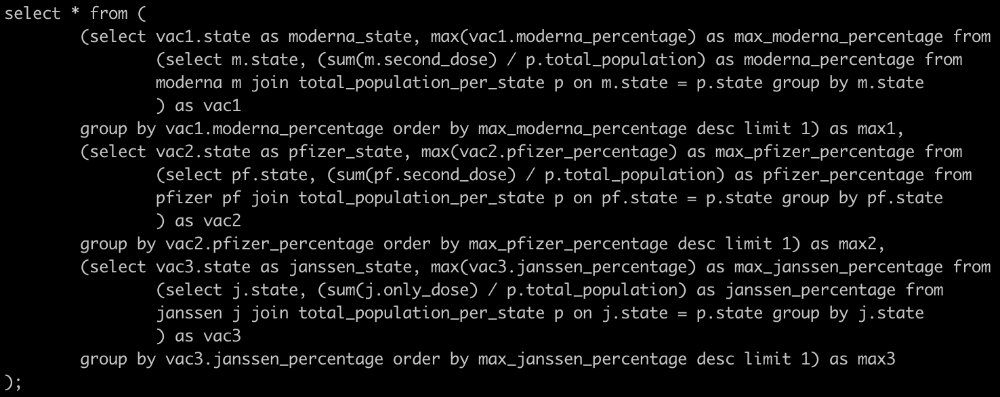 select * from (
        (select vac1.state as moderna_state, max(vac1.moderna_percentage) as max_moderna_percentage from
                (select m.state, (sum(m.second_dose) / p.total_population) as moderna_percentage from
                moderna m join total_population_per_state p on m.state = p.state group by m.state
                ) as vac1
        group by vac1.moderna_percentage order by max_moderna_percentage desc limit 1) as max1,
        (select vac2.state as pfizer_state, max(vac2.pfizer_percentage) as max_pfizer_percentage from
                (select pf.state, (sum(pf.second_dose) / p.total_population) as pfizer_percentage from
                pfizer pf join total_population_per_state p on pf.state = p.state group by pf.state
                ) as vac2
        group by vac2.pfizer_percentage order by max_pfizer_percentage desc limit 1) as max2,
        (select vac3.state as janssen_state, max(vac3.janssen_percentage) as max_janssen_percentage from
                (select j.state, (sum(j.only_dose) / p.total_population) as janssen_percentage from
                janssen j join total_population_per_state p on j.state = p.state group by j.state
                ) as vac3
        group by vac3.janssen_percentage order by max_janssen_percentage desc limit 1) as max3
);